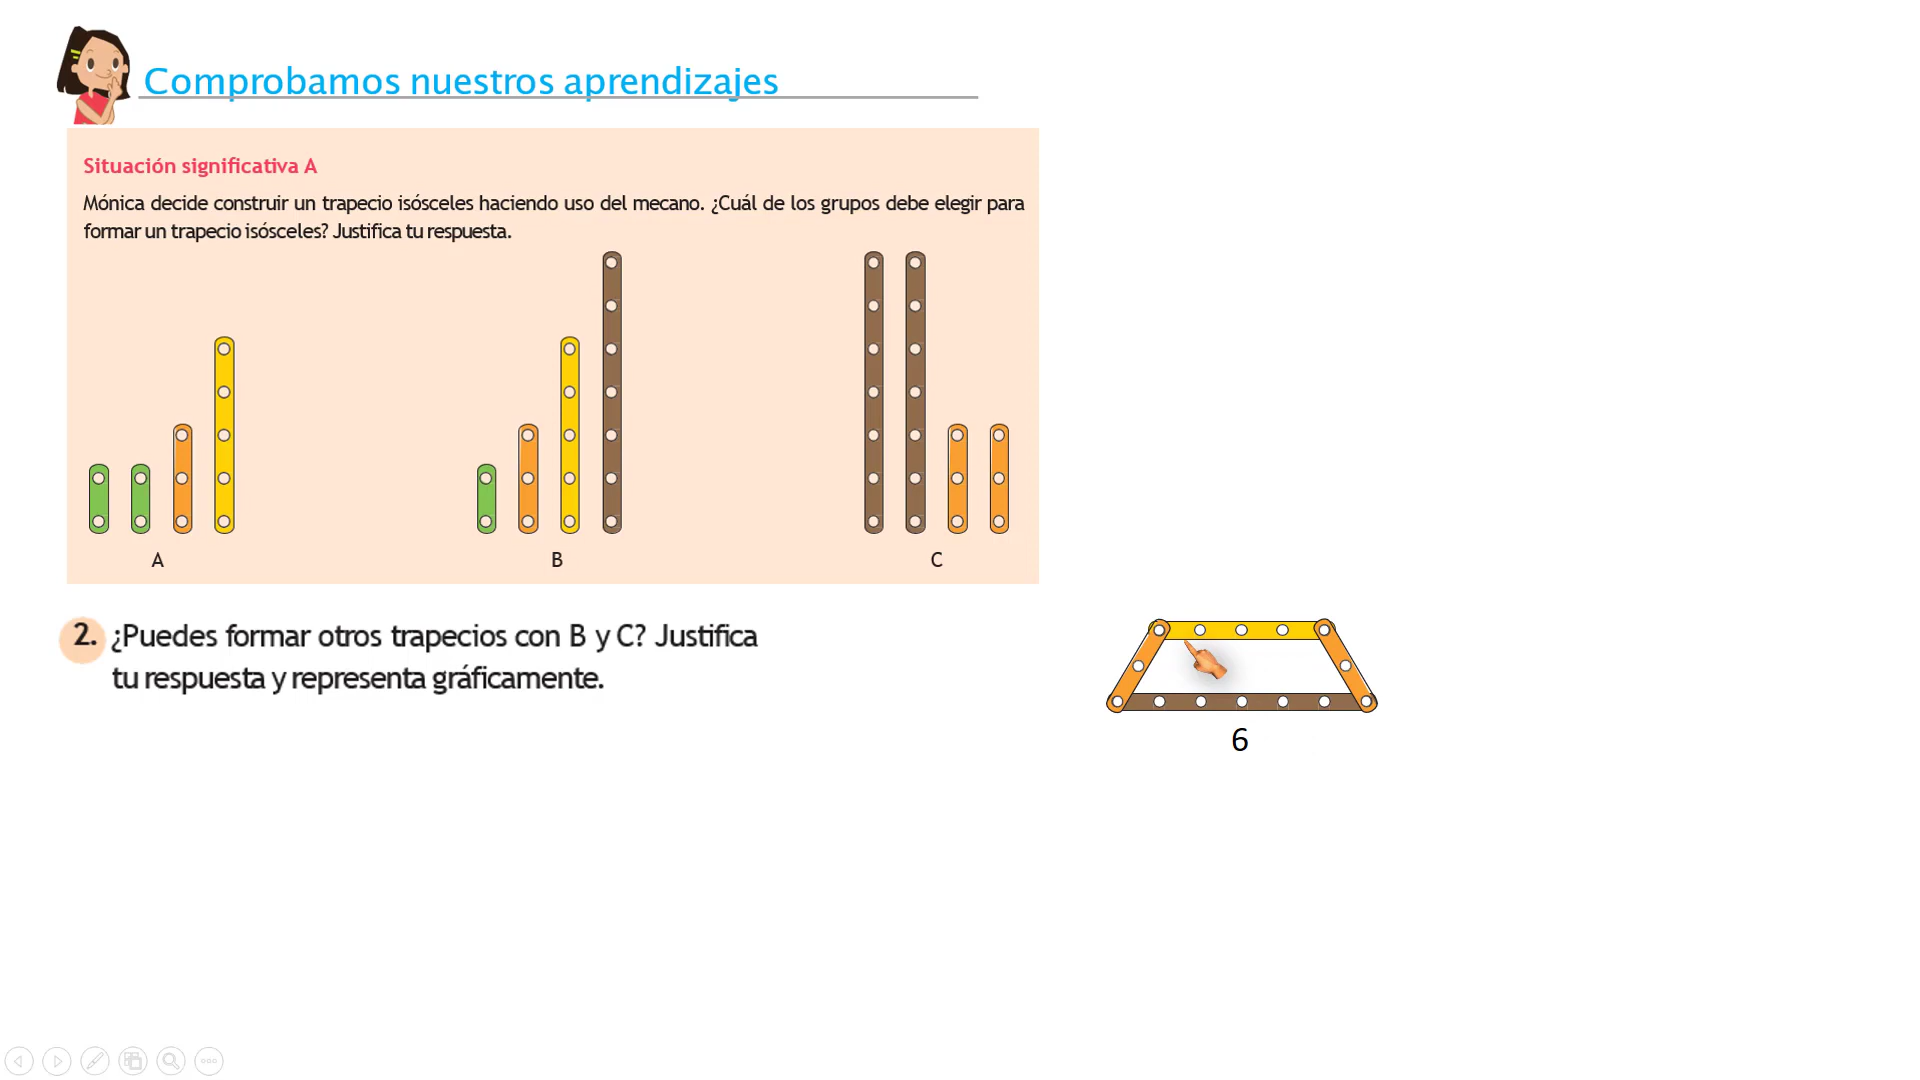 Comprobamos nuestros aprendizajes
Situación significativa A
Mónica decide construir un trapecio isósceles haciendo uso del mecano. ¿Cuál de los grupos debe elegir para
formar un trapecio isósceles? Justifica tu respuesta.
A
B
C
2. ¿Puedes formar otros trapecios con B y C? Justifica
tu respuesta y representa gráficamente.
6